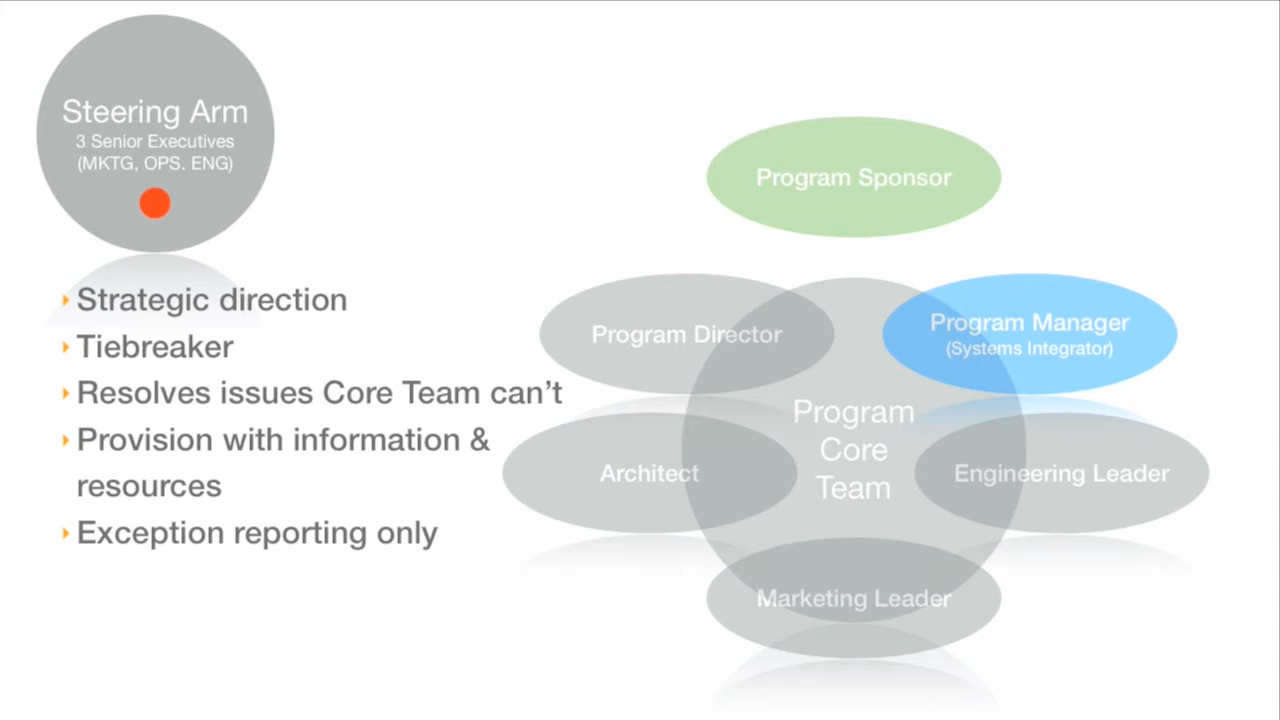 Steering Arm
3 Senior Executives
(MKTG, OPS. ENG)
Strategic direction
Tiebreaker
Resolves issues Core Team can’t
Provision with information &
resources
Exception reporting only
Program Sponsor
Program Director
Program Manager
(Systems Integrator)
Program
Core
Team
Architect
Engineering Leader
Marketing Leader